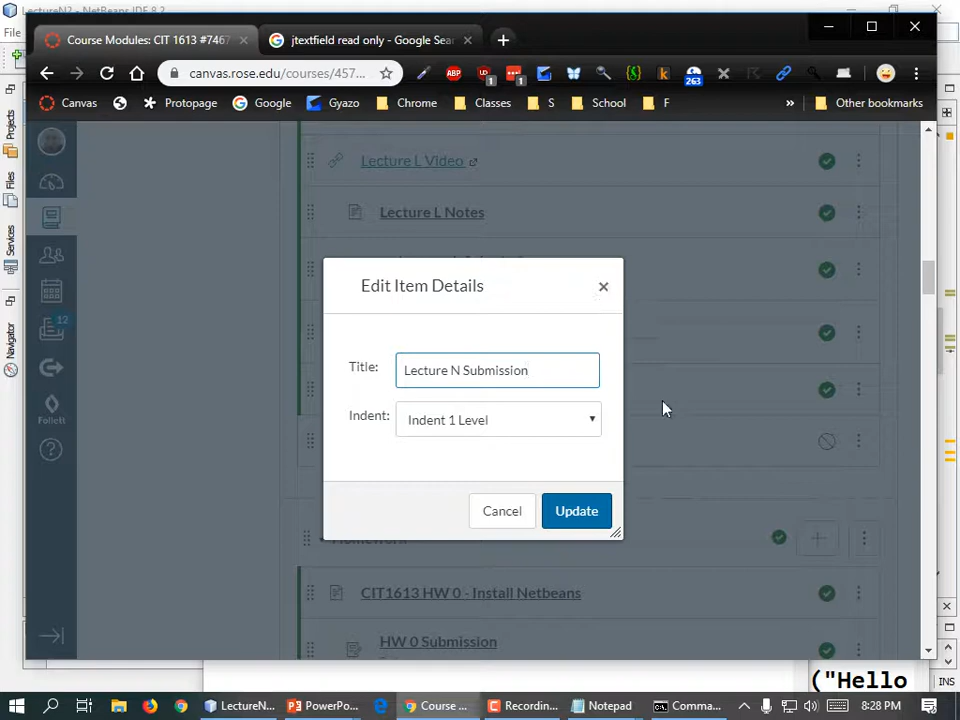 LectureN2 - NetBeans IDE 8.2
File
Course Modules: CIT 1613 #7467
jtextfield read only - Google Sear
canvas.rose.edu/courses/457...
ABP
1
1
263
Canvas
Protopage
Google
Gyazo
Chrome
Classes
S
School
F
»
Other bookmarks
Projects
Files
Services
Navigator
12
Follett
Lecture L Video
Lecture L Notes
Edit Item Details
Title:
Lecture N Submission
Indent:
Indent 1 Level
Cancel
Update
CIT1613 HW 0 - Install Netbeans
HW 0 Submission
("Hello
INS
LectureN...
PowerPo...
Course ...
Recordin...
Notepad
Comma...
8:28 PM